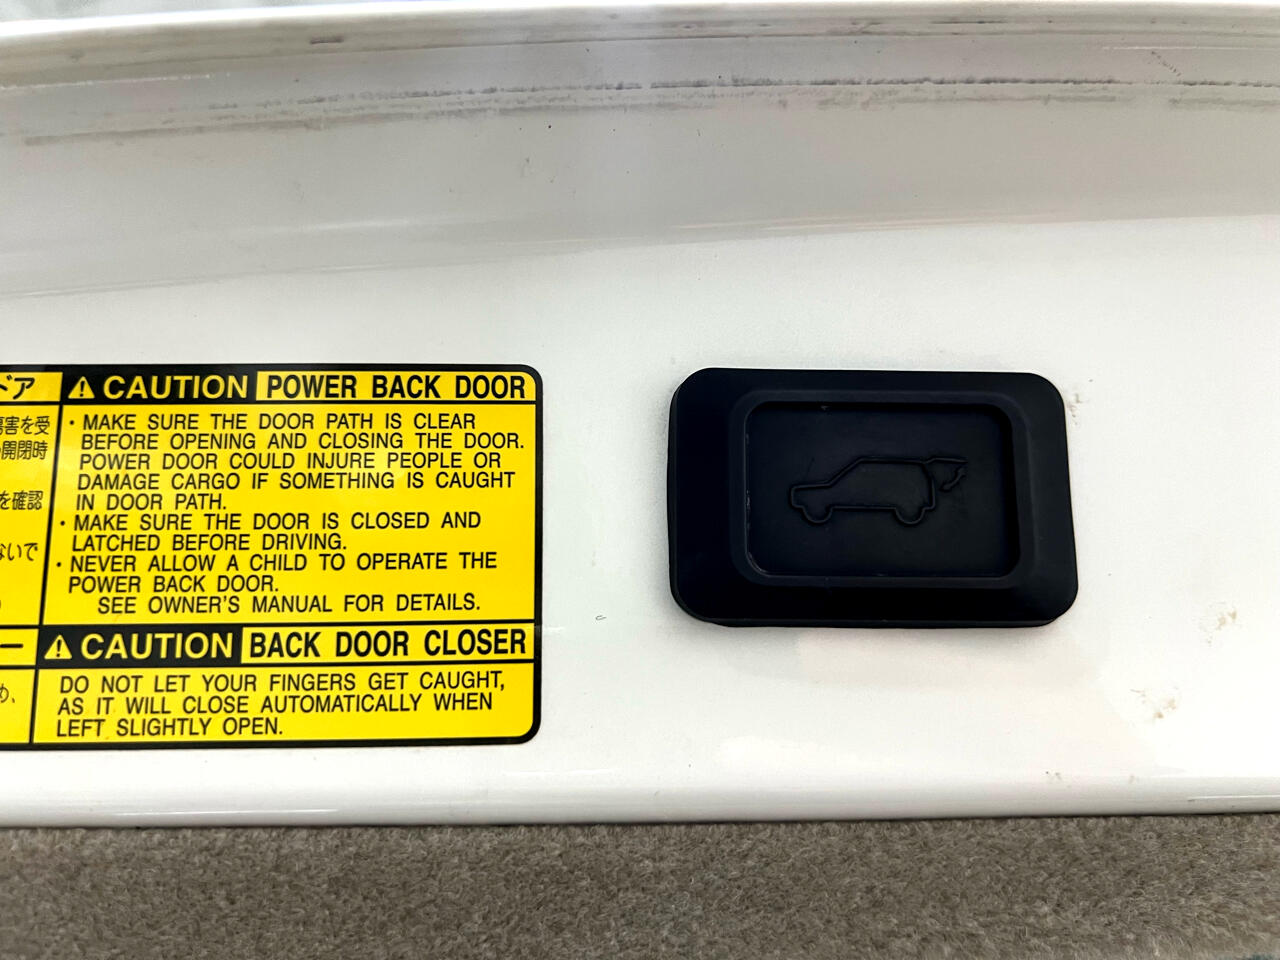 ドア
CAUTION POWER BACK DOOR
傷害を受
開閉時
を確認
ないで
)
・MAKE SURE THE DOOR PATH IS CLEAR
BEFORE OPENING AND CLOSING THE DOOR.
POWER DOOR COULD INJURE PEOPLE OR
DAMAGE CARGO IF SOMETHING IS CAUGHT
IN DOOR PATH.
・MAKE SURE THE DOOR IS CLOSED AND
LATCHED BEFORE DRIVING.
・NEVER ALLOW A CHILD TO OPERATE THE
POWER BACK DOOR.
SEE OWNER'S MANUAL FOR DETAILS.
ー
CAUTION BACK DOOR CLOSER
め、
DO NOT LET YOUR FINGERS GET CAUGHT,
AS IT WILL CLOSE AUTOMATICALLY WHEN
LEFT SLIGHTLY OPEN.